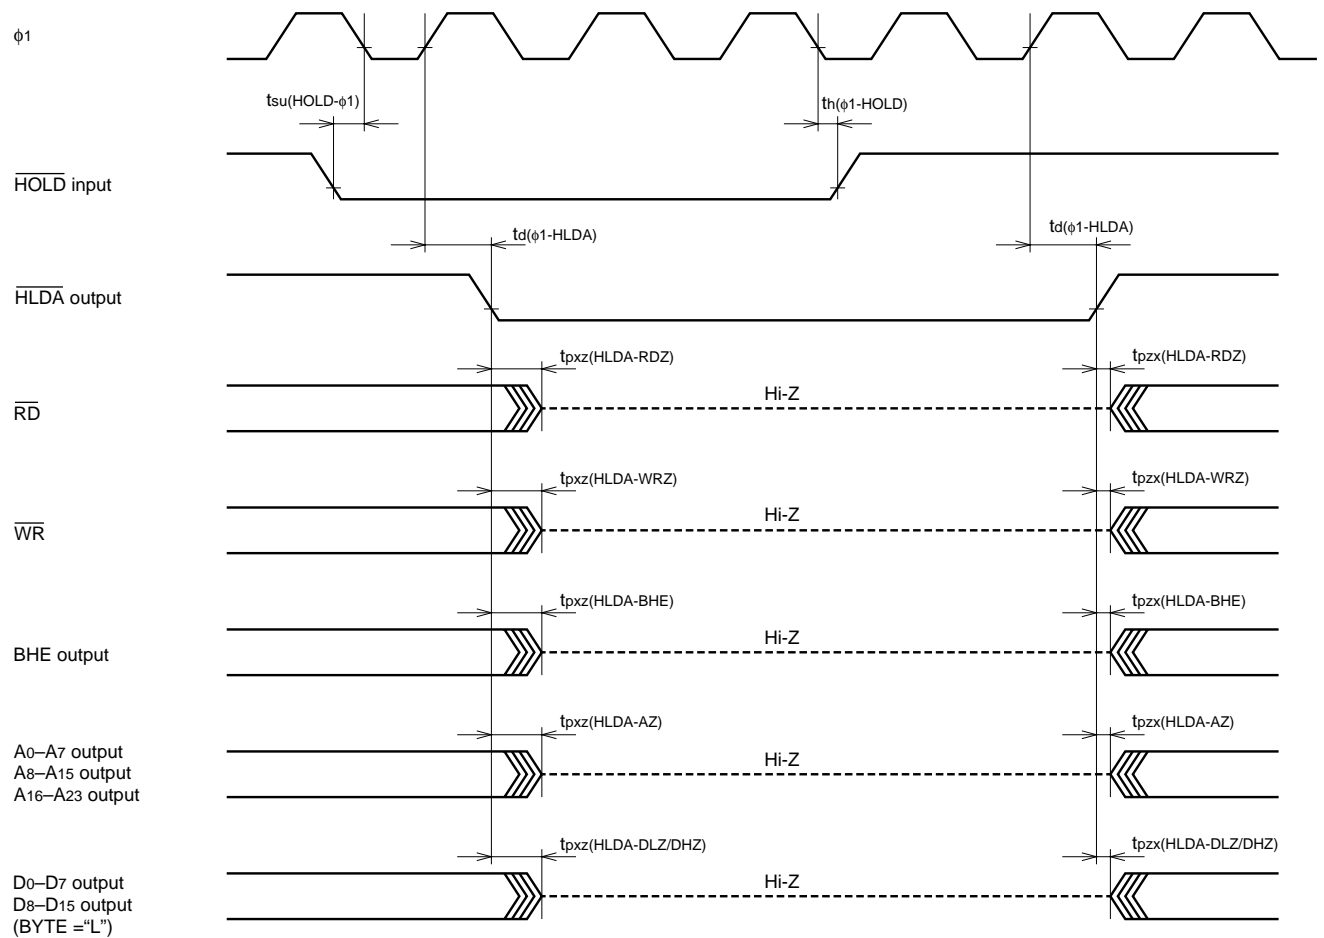 ϕ1
tsu(HOLD-ϕ1)
th(ϕ1-HOLD)
HOLD input
td(ϕ1-HLDA)
td(ϕ1-HLDA)
HLDA output
tpxz(HLDA-RDZ)
tpzx(HLDA-RDZ)
Hi-Z
RD
tpxz(HLDA-WRZ)
tpzx(HLDA-WRZ)
Hi-Z
WR
tpxz(HLDA-BHE)
tpzx(HLDA-BHE)
Hi-Z
BHE output
tpxz(HLDA-AZ)
tpzx(HLDA-AZ)
A0–A7 output
Hi-Z
A8–A15 output
A16–A23 output
tpxz(HLDA-DLZ/DHZ)
tpzx(HLDA-DLZ/DHZ)
D0–D7 output
Hi-Z
D8–D15 output
(BYTE =“L”)